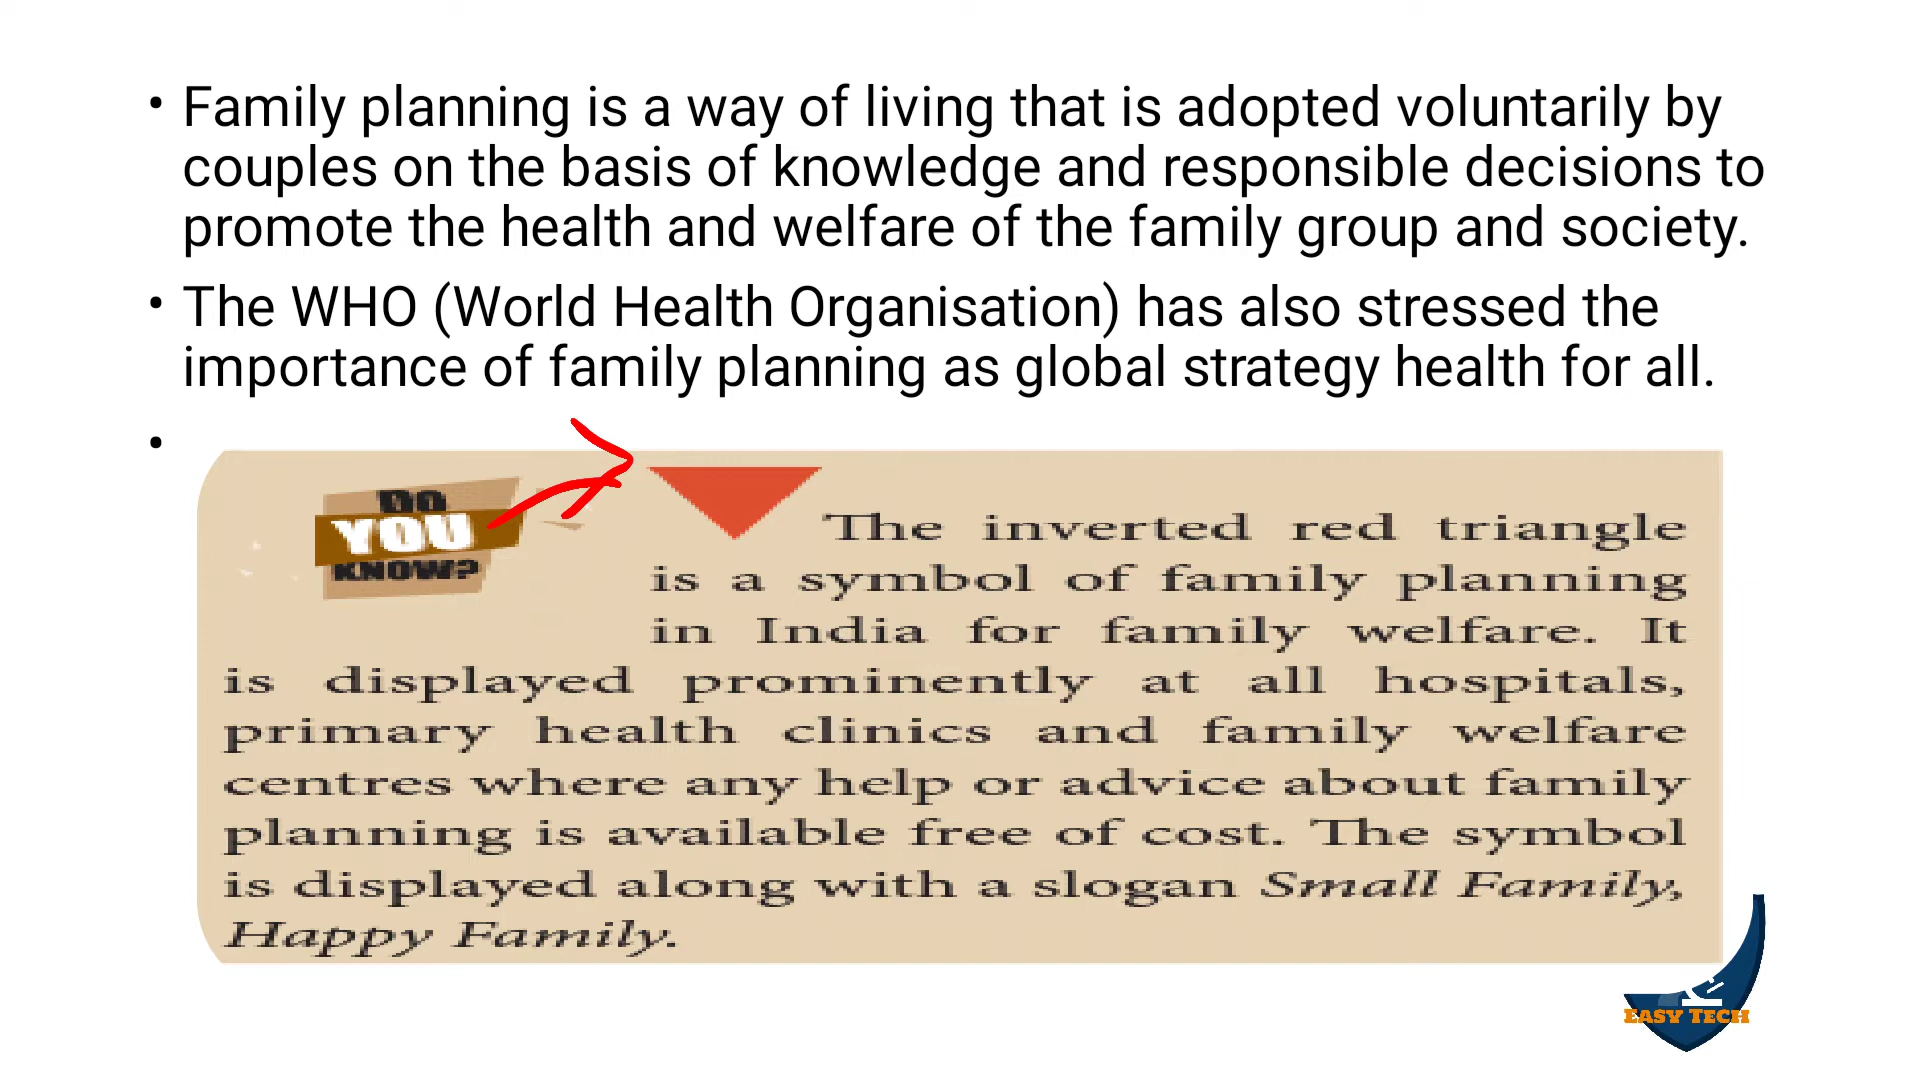 • Family planning is a way of living that is adopted voluntarily by
couples on the basis of knowledge and responsible decisions to
promote the health and welfare of the family group and society.
• The WHO (World Health Organisation) has also stressed the
importance of family planning as global strategy health for all.
•
DO
YOU
KNOW?
The inverted red triangle
is a symbol of family planning
in India for family welfare. It
is displayed prominently at all hospitals,
primary health clinics and family welfare
centres where any help or advice about family
planning is available free of cost. The symbol
is displayed along with a slogan Small Family,
Happy Family.
EASY TECH